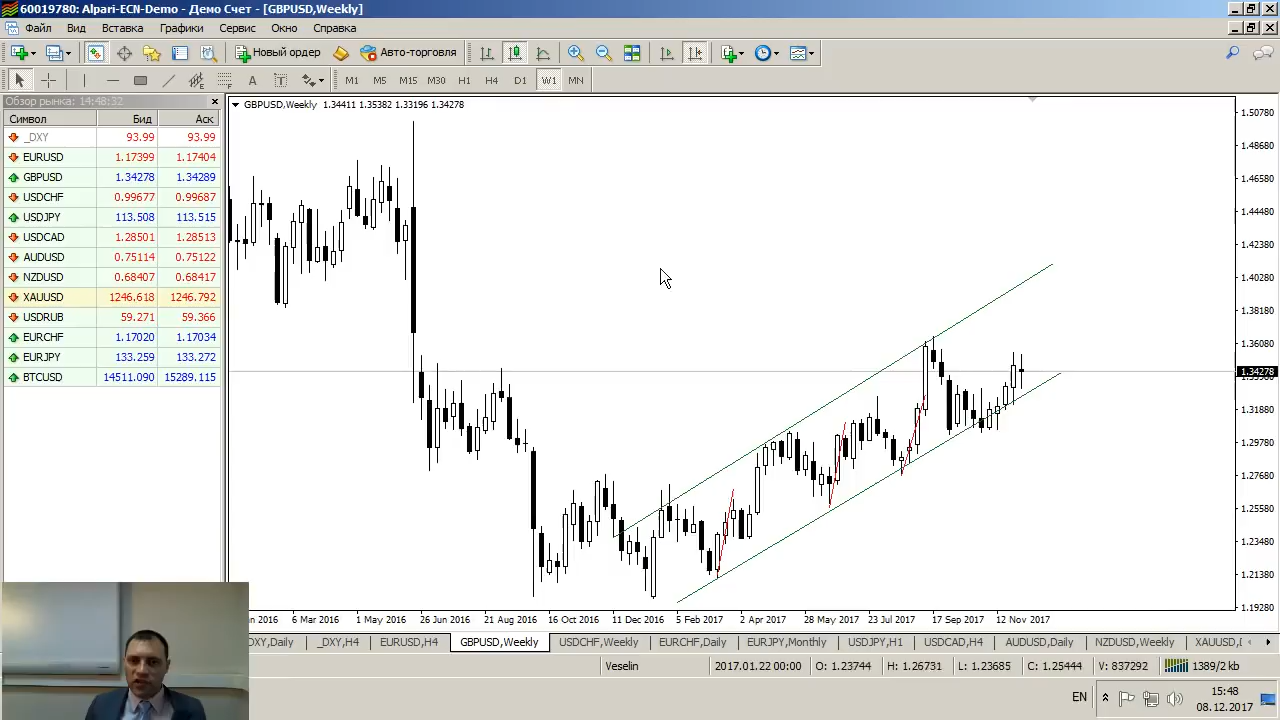 60019780: Alpari-ECN-Demo - Демо Счет - [GBPUSD,Weekly]
Файл Вид Вставка Графики Сервис Окно Справка
Новый ордер Авто-торговля
A T M1 M5 M15 M30 H1 H4 D1 W1 MN
Обзор рынка: 14:48:32
Символ Бид Аск
_DXY 93.99 93.99
EURUSD 1.17399 1.17404
GBPUSD 1.34278 1.34289
USDCHF 0.99677 0.99687
USDJPY 113.508 113.515
USDCAD 1.28501 1.28513
AUDUSD 0.75114 0.75122
NZDUSD 0.68407 0.68417
XAUUSD 1246.618 1246.792
USDRUB 59.271 59.366
EURCHF 1.17020 1.17034
EURJPY 133.259 133.272
BTCUSD 14511.090 15289.115
GBPUSD,Weekly 1.34411 1.35382 1.33196 1.34278
1.50780
1.48680
1.46580
1.44480
1.42380
1.40280
1.38180
1.36080
1.34278
1.31880
1.29780
1.27680
1.25580
1.23480
1.21380
1.19280
6 Mar 2016 1 May 2016 26 Jun 2016 21 Aug 2016 16 Oct 2016 11 Dec 2016 5 Feb 2017 2 Apr 2017 28 May 2017 23 Jul 2017 17 Sep 2017 12 Nov 2017
DXY,Daily _DXY,H4 EURUSD,H4 GBPUSD,Weekly USDCHF,Weekly EURCHF,Daily EURJPY,Monthly USDJPY,H1 USDCAD,H4 AUDUSD,Daily NZDUSD,Weekly
Veselin 2017.01.22 00:00 O: 1.23744 H: 1.26731 L: 1.23685 C: 1.25444 V: 837292 1389/2 kb
EN 15:48
08.12.2017